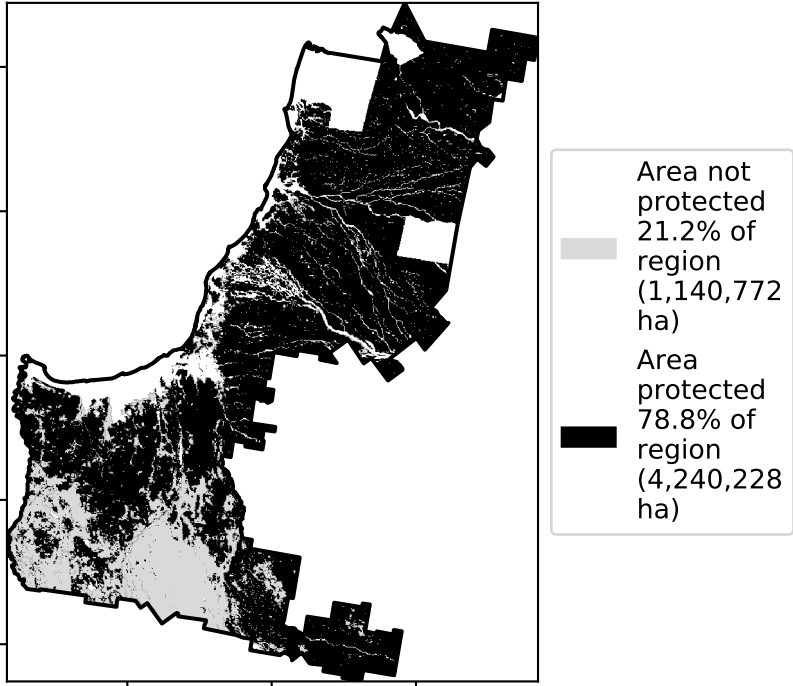 Area not
protected
21.2% of
region
(1,140,772
ha)
Area
protected
78.8% of
region
(4,240,228
ha)